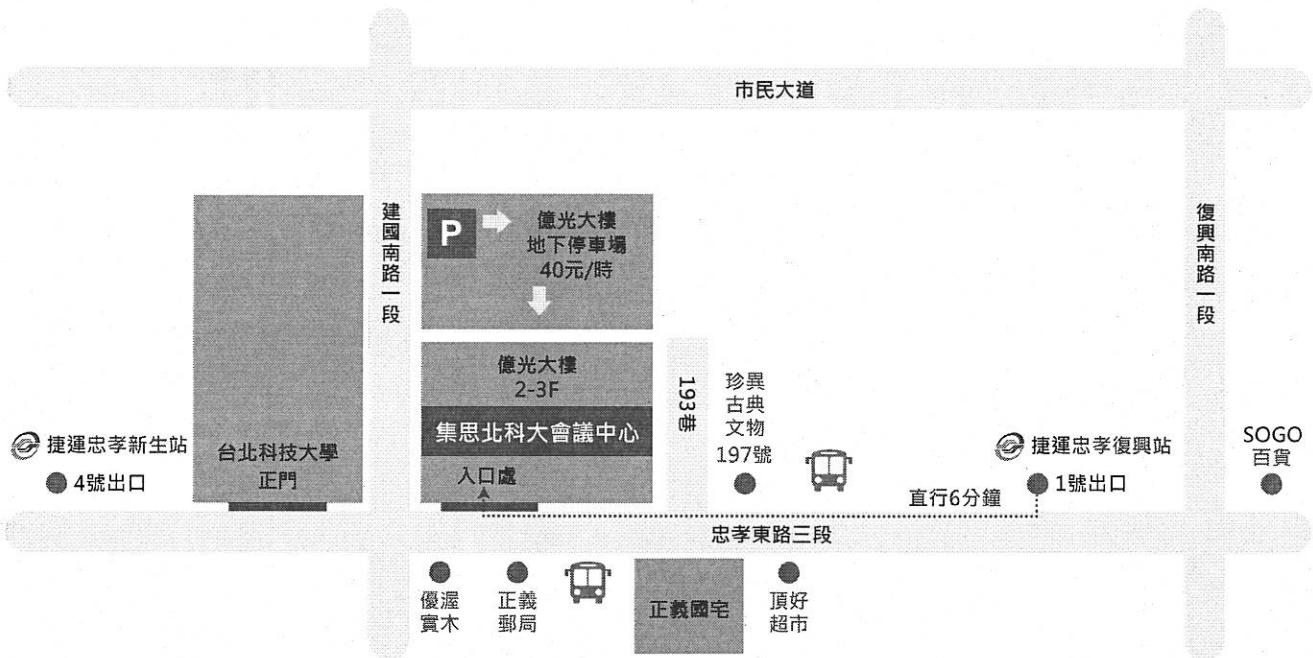 市民大道
建國南路一段
復興南路一段
P
億光大樓
地下停車場
40元/時
億光大樓
2-3F
集思北科大會議中心
入口處
193巷
珍異
古典
文物
197號
捷運忠孝新生站
4號出口
台北科技大學
正門
捷運忠孝復興站
1號出口
直行6分鐘
SOGO
百貨
忠孝東路三段
優渥
實木
正義
郵局
正義國宅
頂好
超市